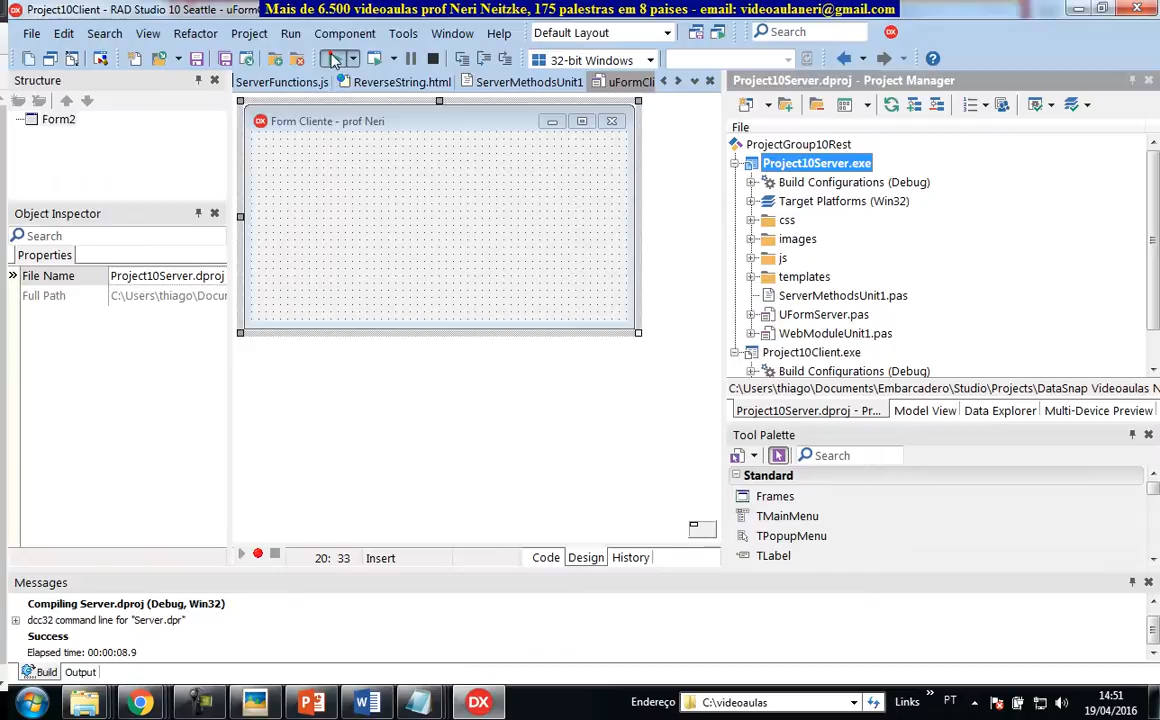 Project10Client - RAD Studio 10 Seattle - uForm
Mais de 6.500 videoaulas prof Neri Neitzke, 175 palestras em 8 paises - email: videoaulaneri@gmail.com
File Edit Search View Refactor Project Run Component Tools Window Help
Default Layout
Search
32-bit Windows
Structure
Form2
Object Inspector
Search
Properties
File Name Project10Server.dproj
Full Path C:\Users\thiago\Docur
ServerFunctions.js ReverseString.html ServerMethodsUnit1 uFormCli
Form Cliente - prof Neri
20: 33 Insert
Code Design History
Project10Server.dproj - Project Manager
File
ProjectGroup10Rest
Project10Server.exe
Build Configurations (Debug)
Target Platforms (Win32)
css
images
js
templates
ServerMethodsUnit1.pas
UFormServer.pas
WebModuleUnit1.pas
Project10Client.exe
Build Configurations (Debug)
C:\Users\thiago\Documents\Embarcadero\Studio\Projects\DataSnap Videoaulas N
Project10Server.dproj - Pr... Model View Data Explorer Multi-Device Preview
Tool Palette
Search
Standard
Frames
TMainMenu
TPopupMenu
TLabel
Messages
Compiling Server.dproj (Debug, Win32)
dcc32 command line for "Server.dpr"
Success
Elapsed time: 00:00:08.9
Build Output
Endereço C:\videoaulas
Links
PT
14:51
19/04/2016